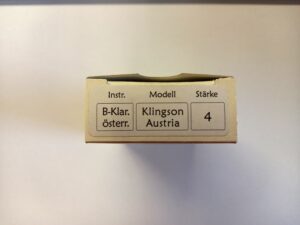 Instr. Modell Stärke
B-Klar. Klingson 4
österr. Austria